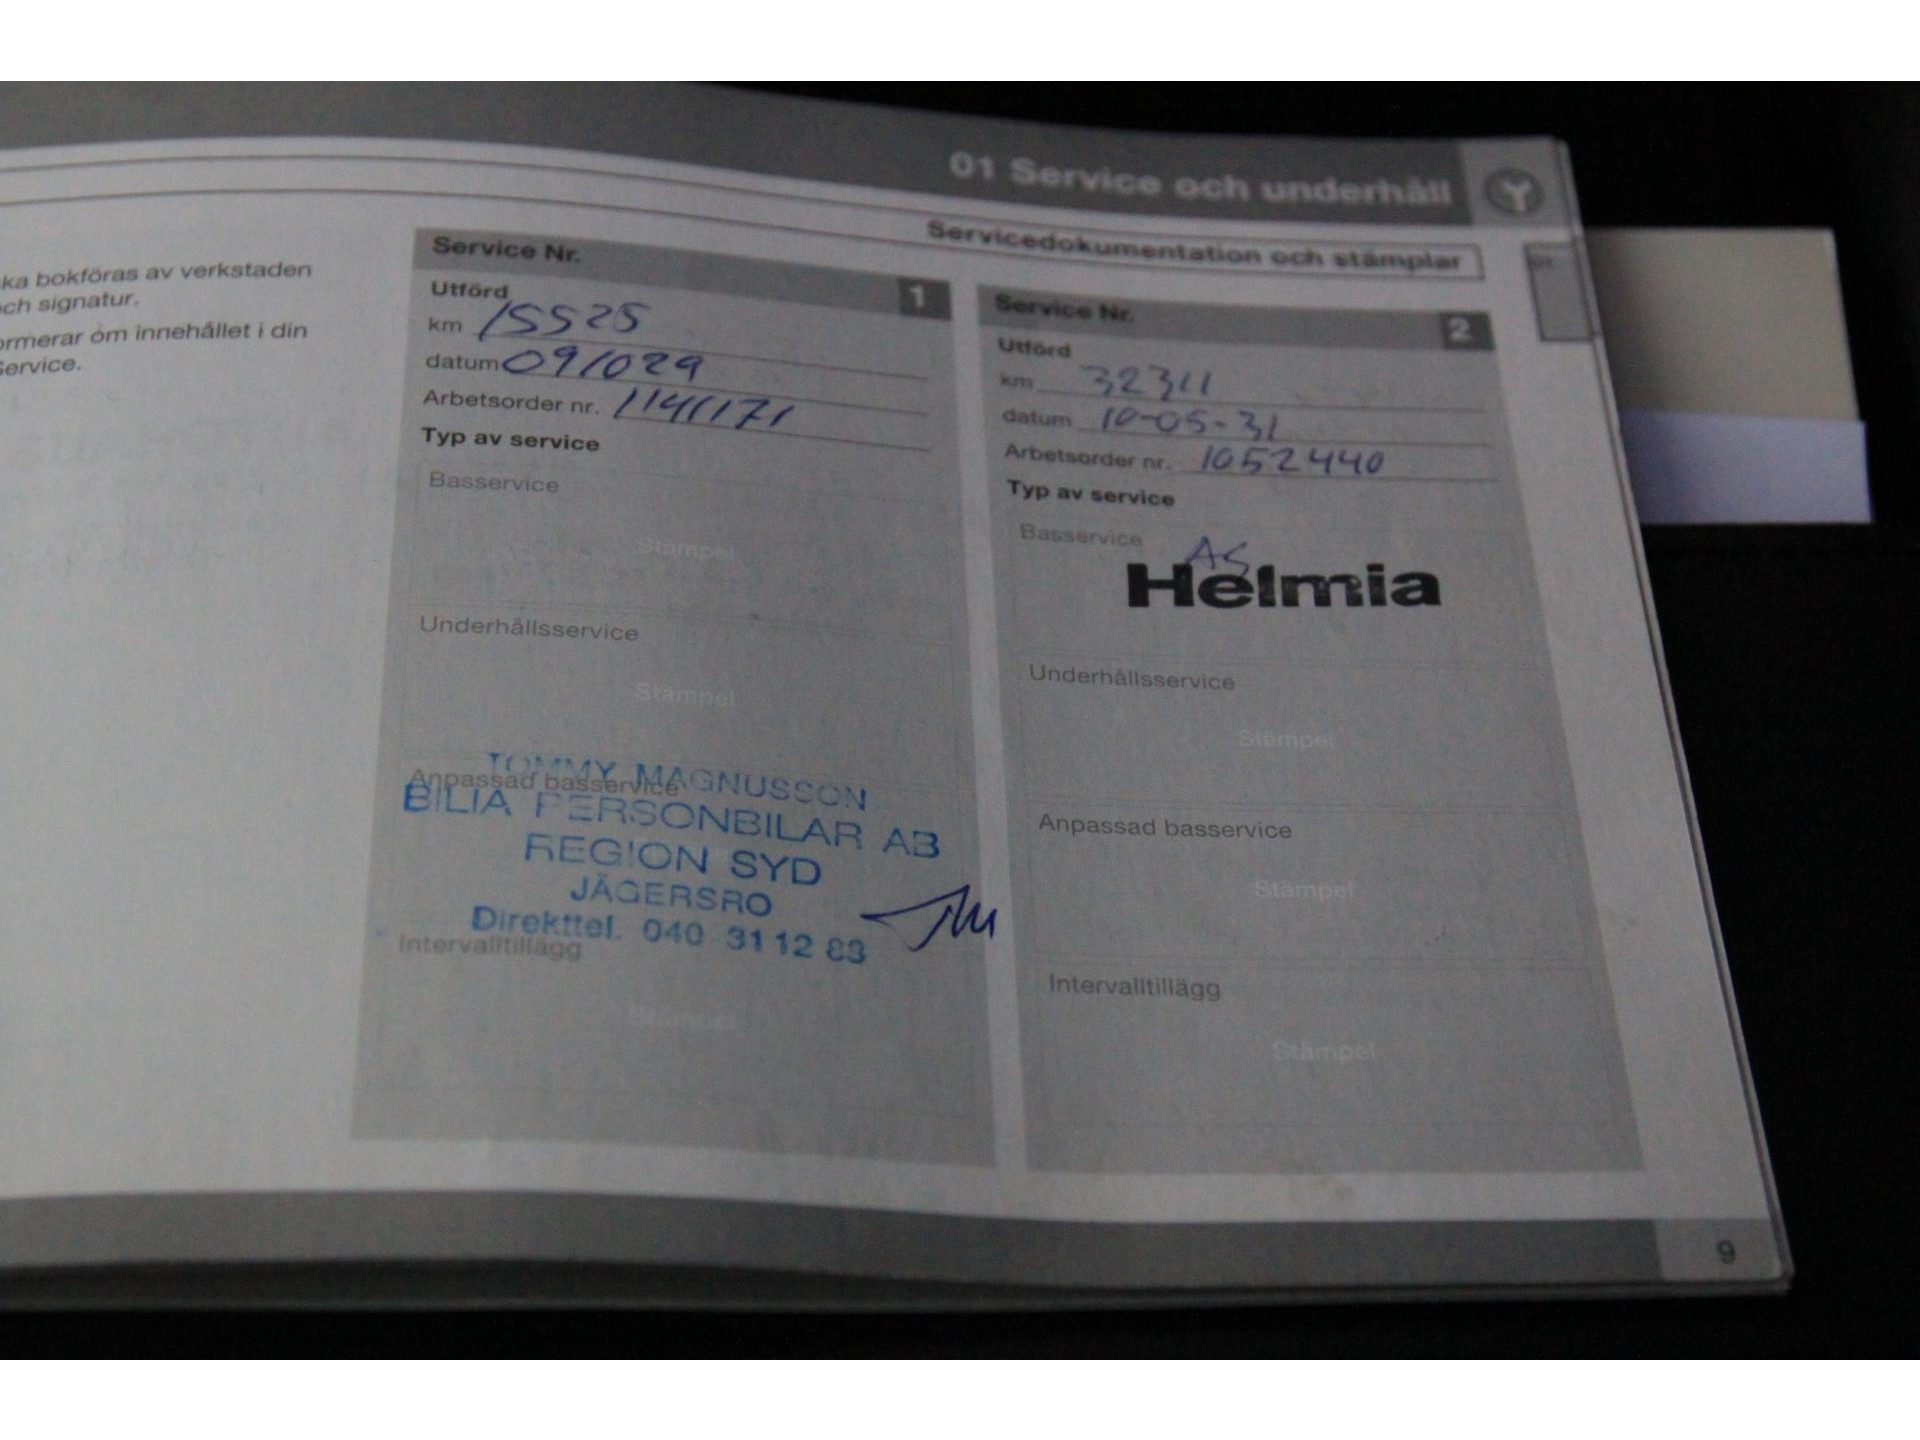 01 Service och underhåll
Servicedokumentation och stämplar
ka bokföras av verkstaden
och signatur.
ormerar om innehållet i din
Service.
Service Nr. 1
Utförd
km 15525
datum 091029
Arbetsorder nr. 1141171
Typ av service
Basservice
Stämpel
Underhållsservice
Stämpel
TOMMY MAGNUSSON
Anpassad basservice
BILIA PERSONBILAR AB
REGION SYD
JÄGERSRO
Direkttel. 040 31 12 83
Intervalltillägg
Stämpel
Service Nr. 2
Utförd
km 32311
datum 10-05-31
Arbetsorder nr. 1052440
Typ av service
Basservice
AS
Helmia
Underhållsservice
Stämpel
Anpassad basservice
Stämpel
Intervalltillägg
Stämpel
9